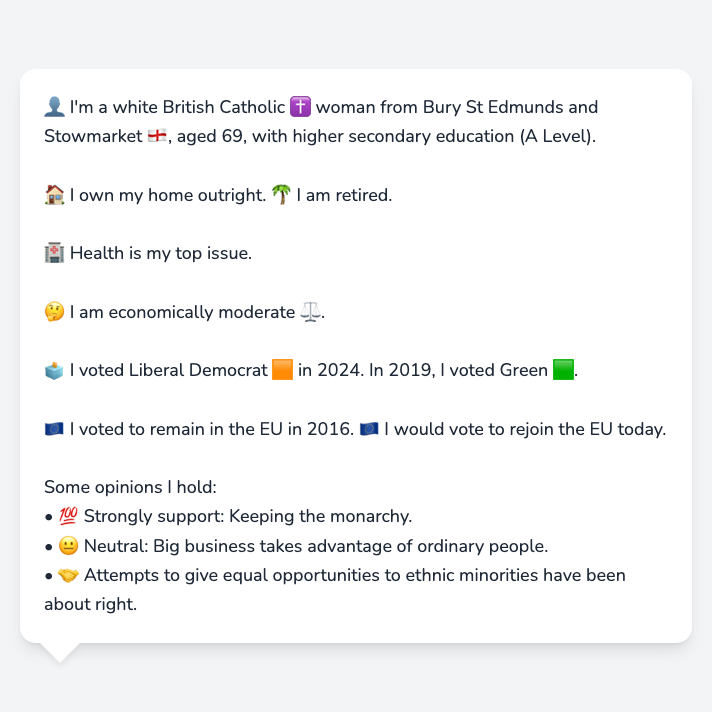 👤 I'm a white British Catholic ✝️ woman from Bury St Edmunds and
Stowmarket 🏴󠁧󠁢󠁥󠁮󠁧󠁿, aged 69, with higher secondary education (A Level).
🏠 I own my home outright. 🌴 I am retired.
🏥 Health is my top issue.
🤔 I am economically moderate ⚖️.
🗳️ I voted Liberal Democrat 🟧 in 2024. In 2019, I voted Green 🟩.
🇪🇺 I voted to remain in the EU in 2016. 🇪🇺 I would vote to rejoin the EU today.
Some opinions I hold:
• 💯 Strongly support: Keeping the monarchy.
• 😐 Neutral: Big business takes advantage of ordinary people.
• 🤝 Attempts to give equal opportunities to ethnic minorities have been
about right.